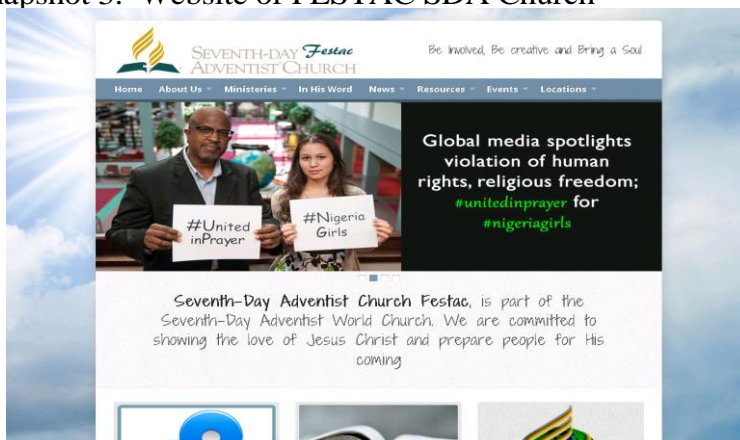 Snapshot 3: Website of FESTAC SDA Church
SEVENTH-DAY Festac
ADVENTIST CHURCH
Be Involved, Be creative and Bring a Soul
Home About Us Ministeries In His Word News Resources Events Locations
#United
inPrayer
#Nigeria
Girls
Global media spotlights
violation of human
rights, religious freedom;
#unitedinprayer for
#nigeriagirls
Seventh-Day Adventist Church Festac, is part of the
Seventh-Day Adventist World Church. We are committed to
showing the love of Jesus Christ and prepare people for His
coming